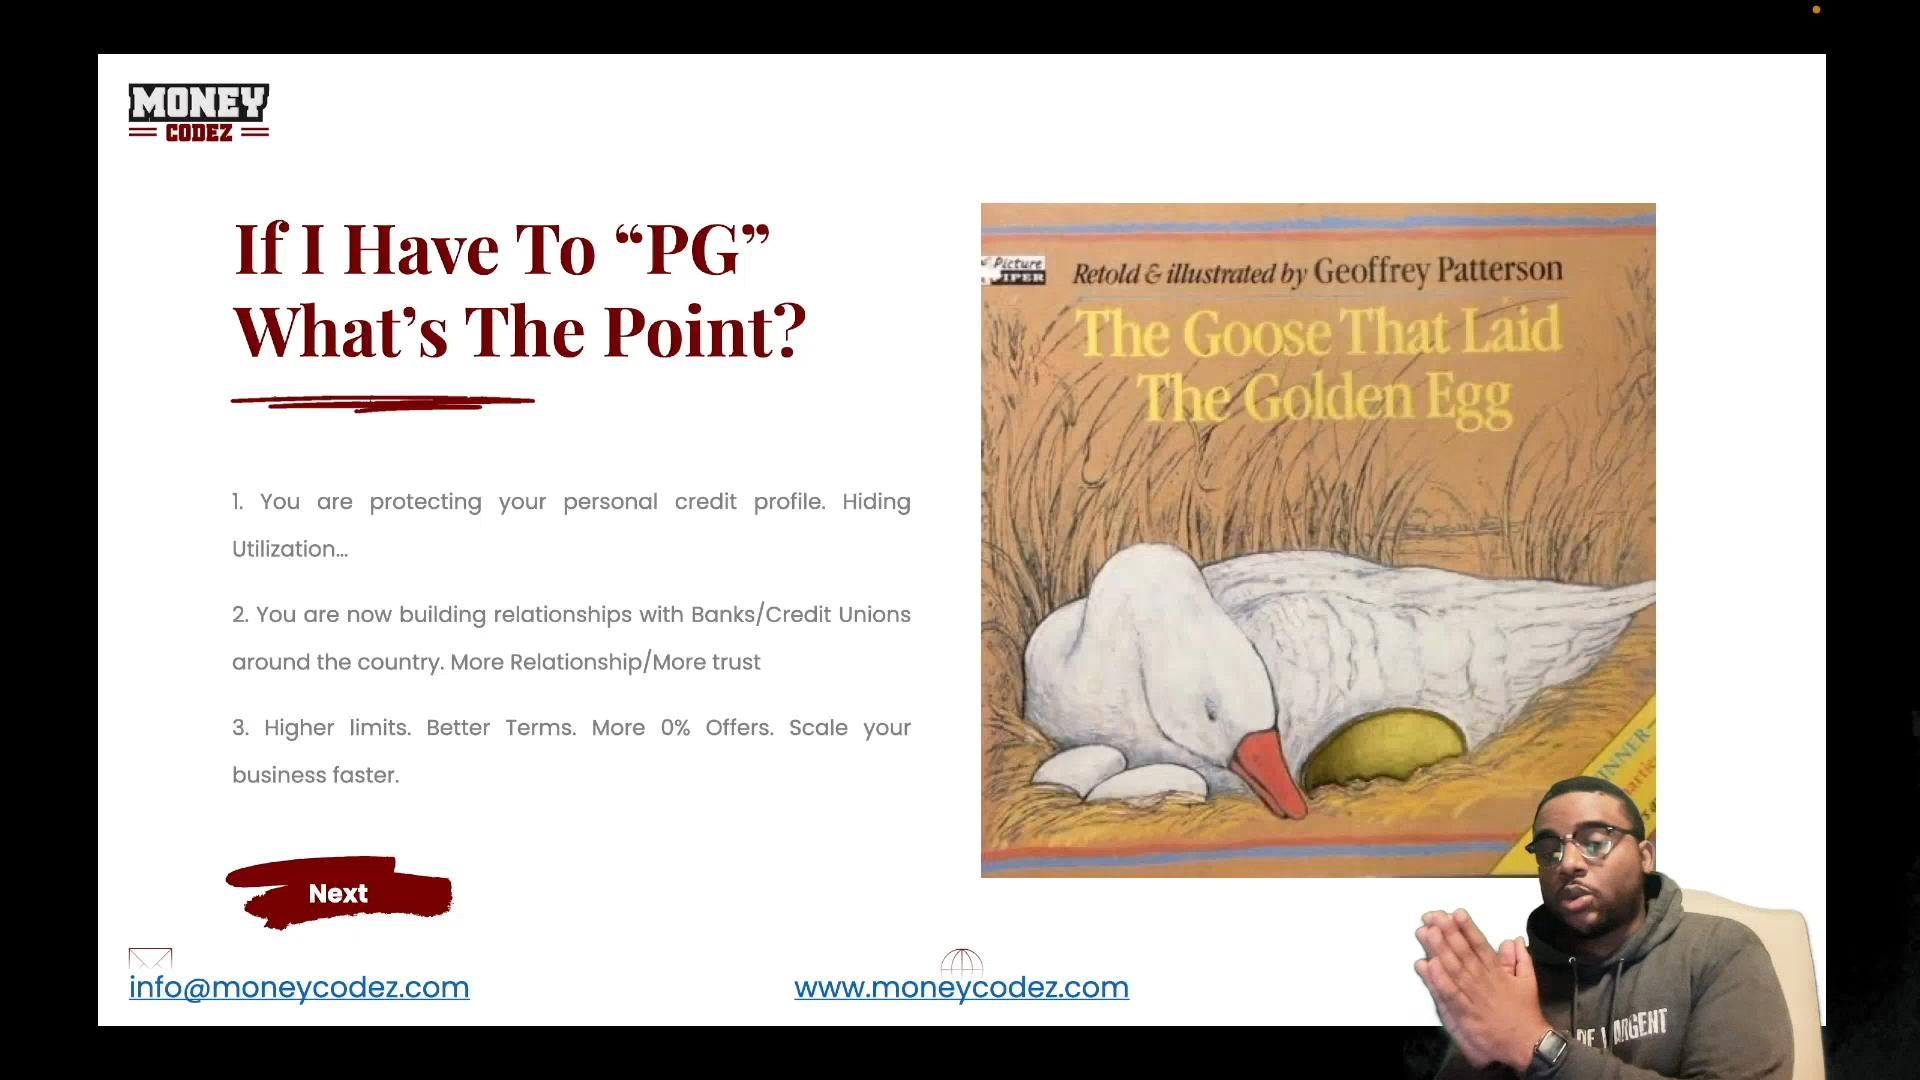 MONEY
CODEZ
If I Have To “PG”
What’s The Point?
1. You are protecting your personal credit profile. Hiding
Utilization...
2. You are now building relationships with Banks/Credit Unions
around the country. More Relationship/More trust
3. Higher limits. Better Terms. More 0% Offers. Scale your
business faster.
Next
info@moneycodez.com
www.moneycodez.com
Picture
Retold & illustrated by Geoffrey Patterson
The Goose That Laid
The Golden Egg